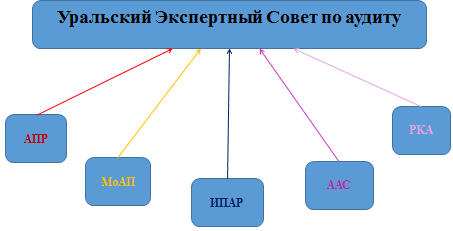 Уральский Экспертный Совет по аудиту
АПР
МоАП
ИПАР
ААС
РКА